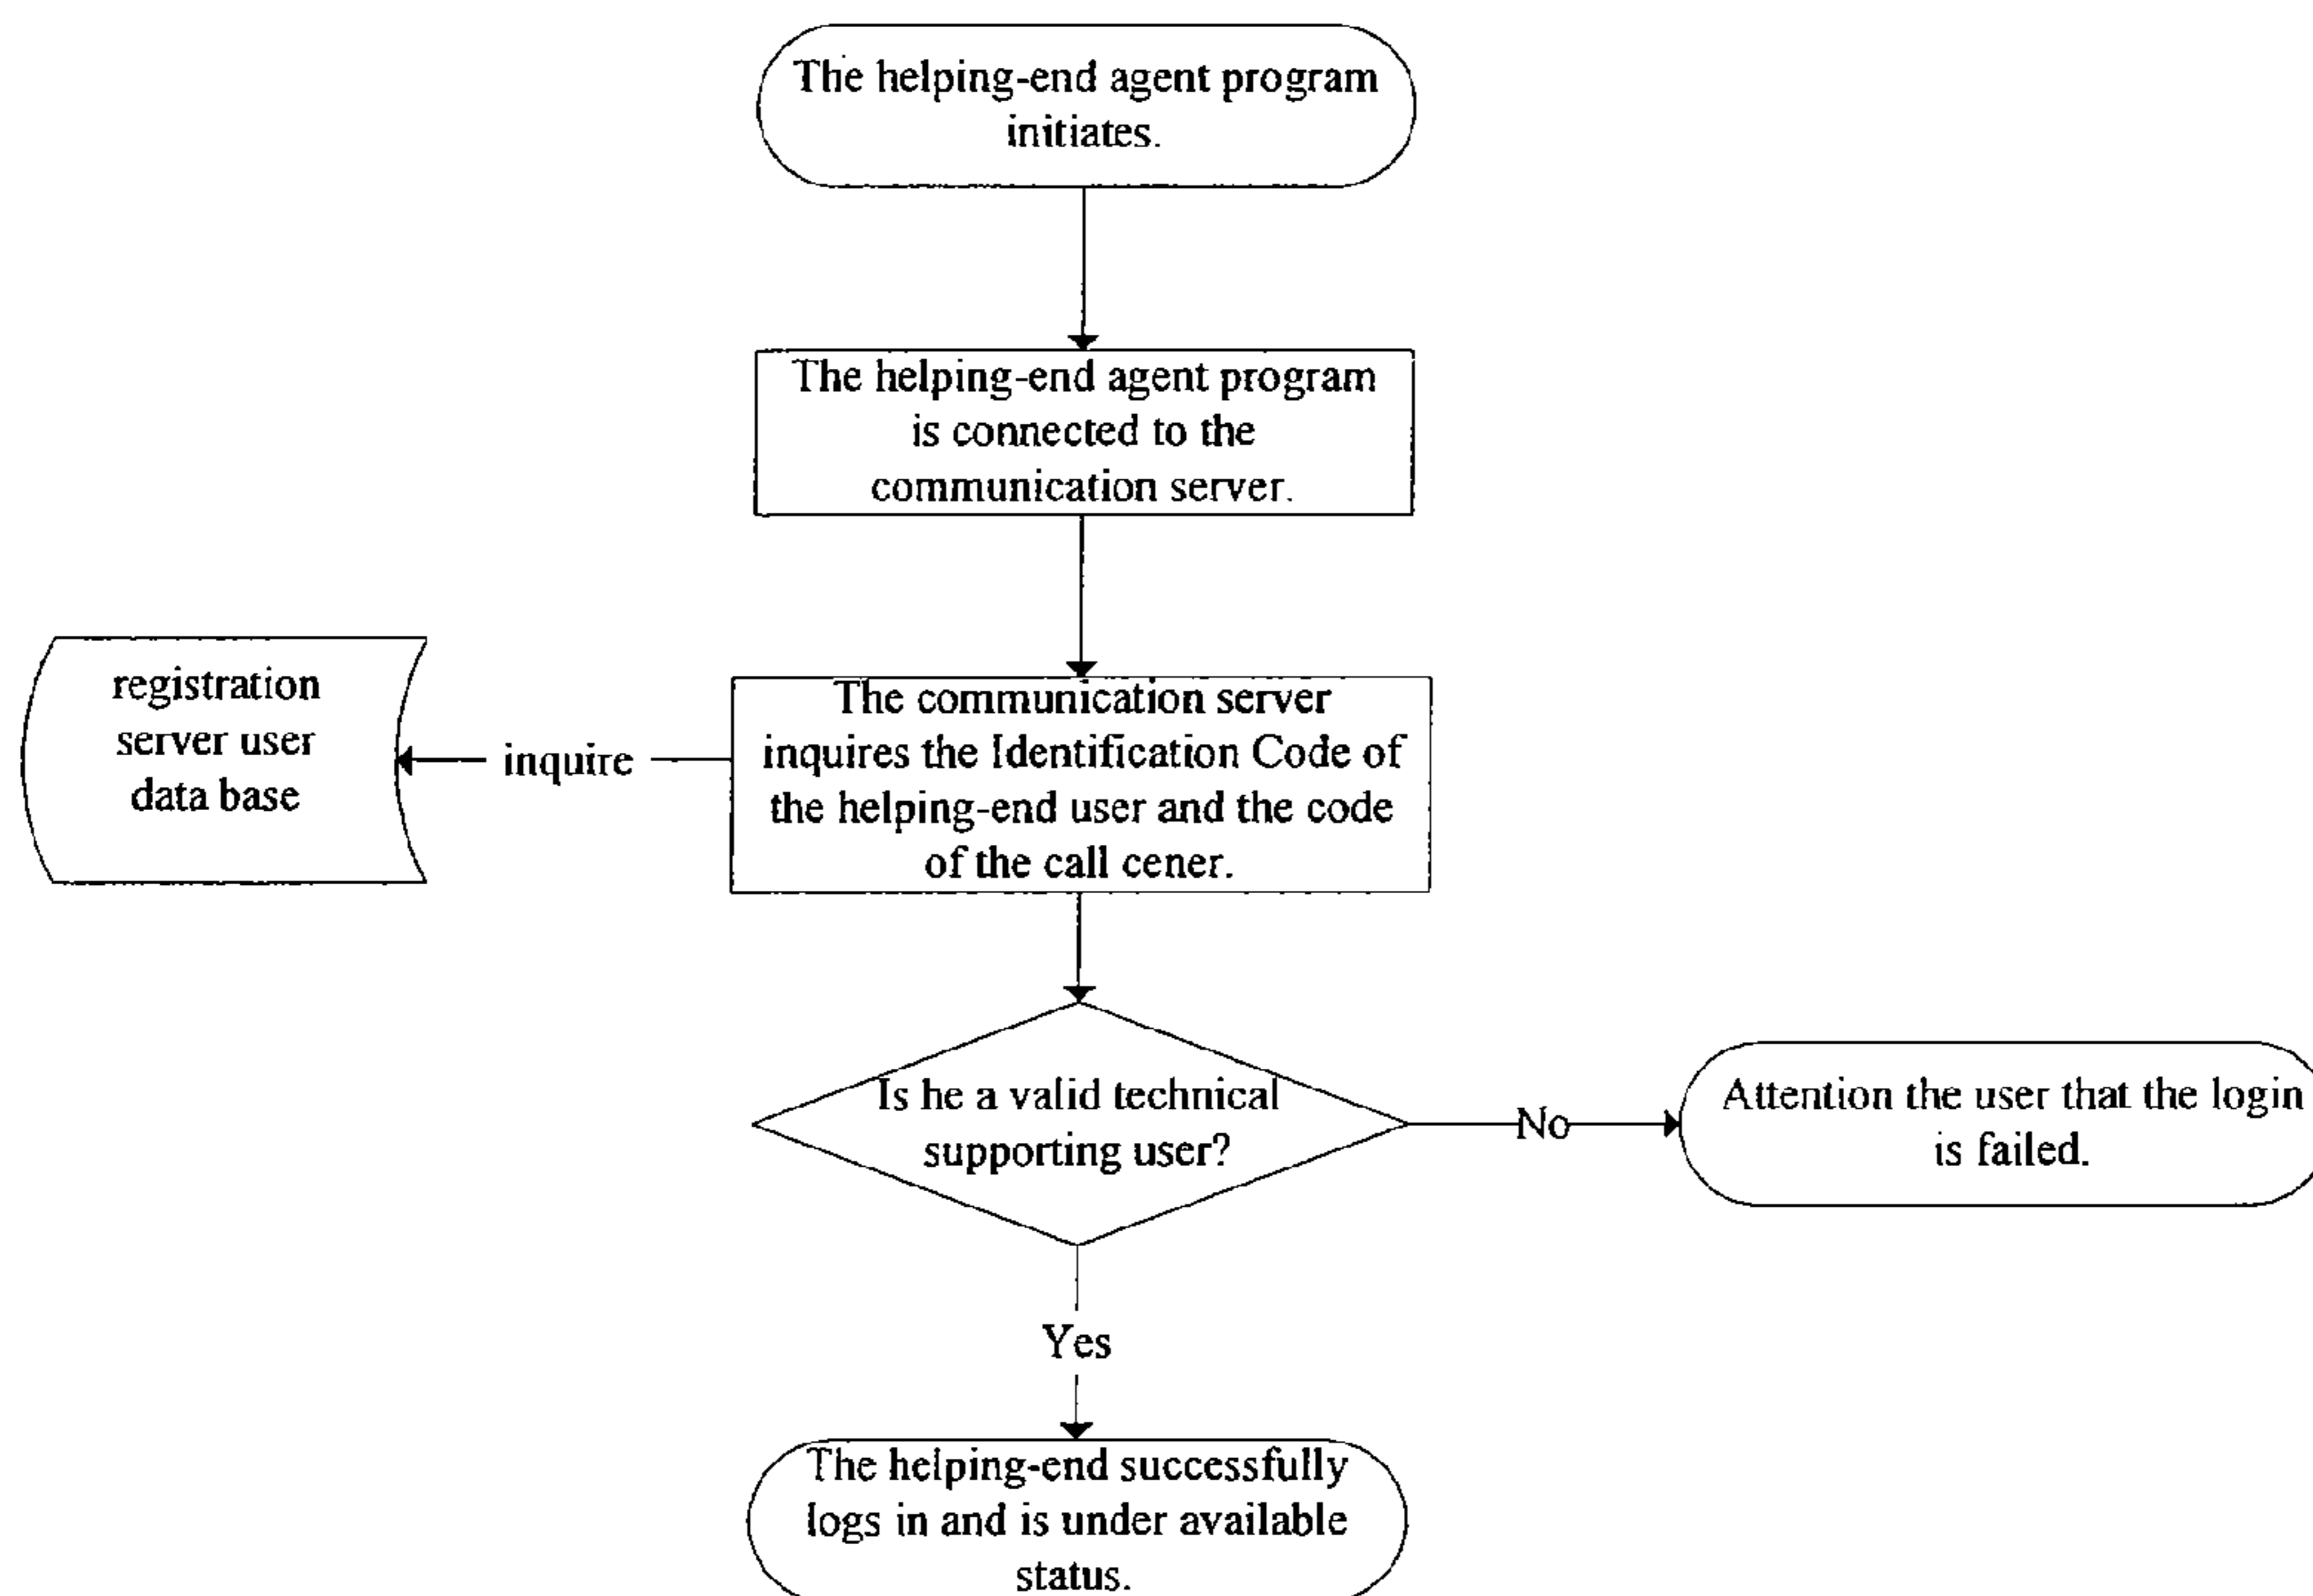 The helping-end agent program
initiates.
The helping-end agent program
is connected to the
communication server.
registration
server user
data base
inquire
The communication server
inquires the Identification Code of
the helping-end user and the code
of the call cener.
Is he a valid technical
supporting user?
No
Attention the user that the login
is failed.
Yes
The helping-end successfully
logs in and is under available
status.